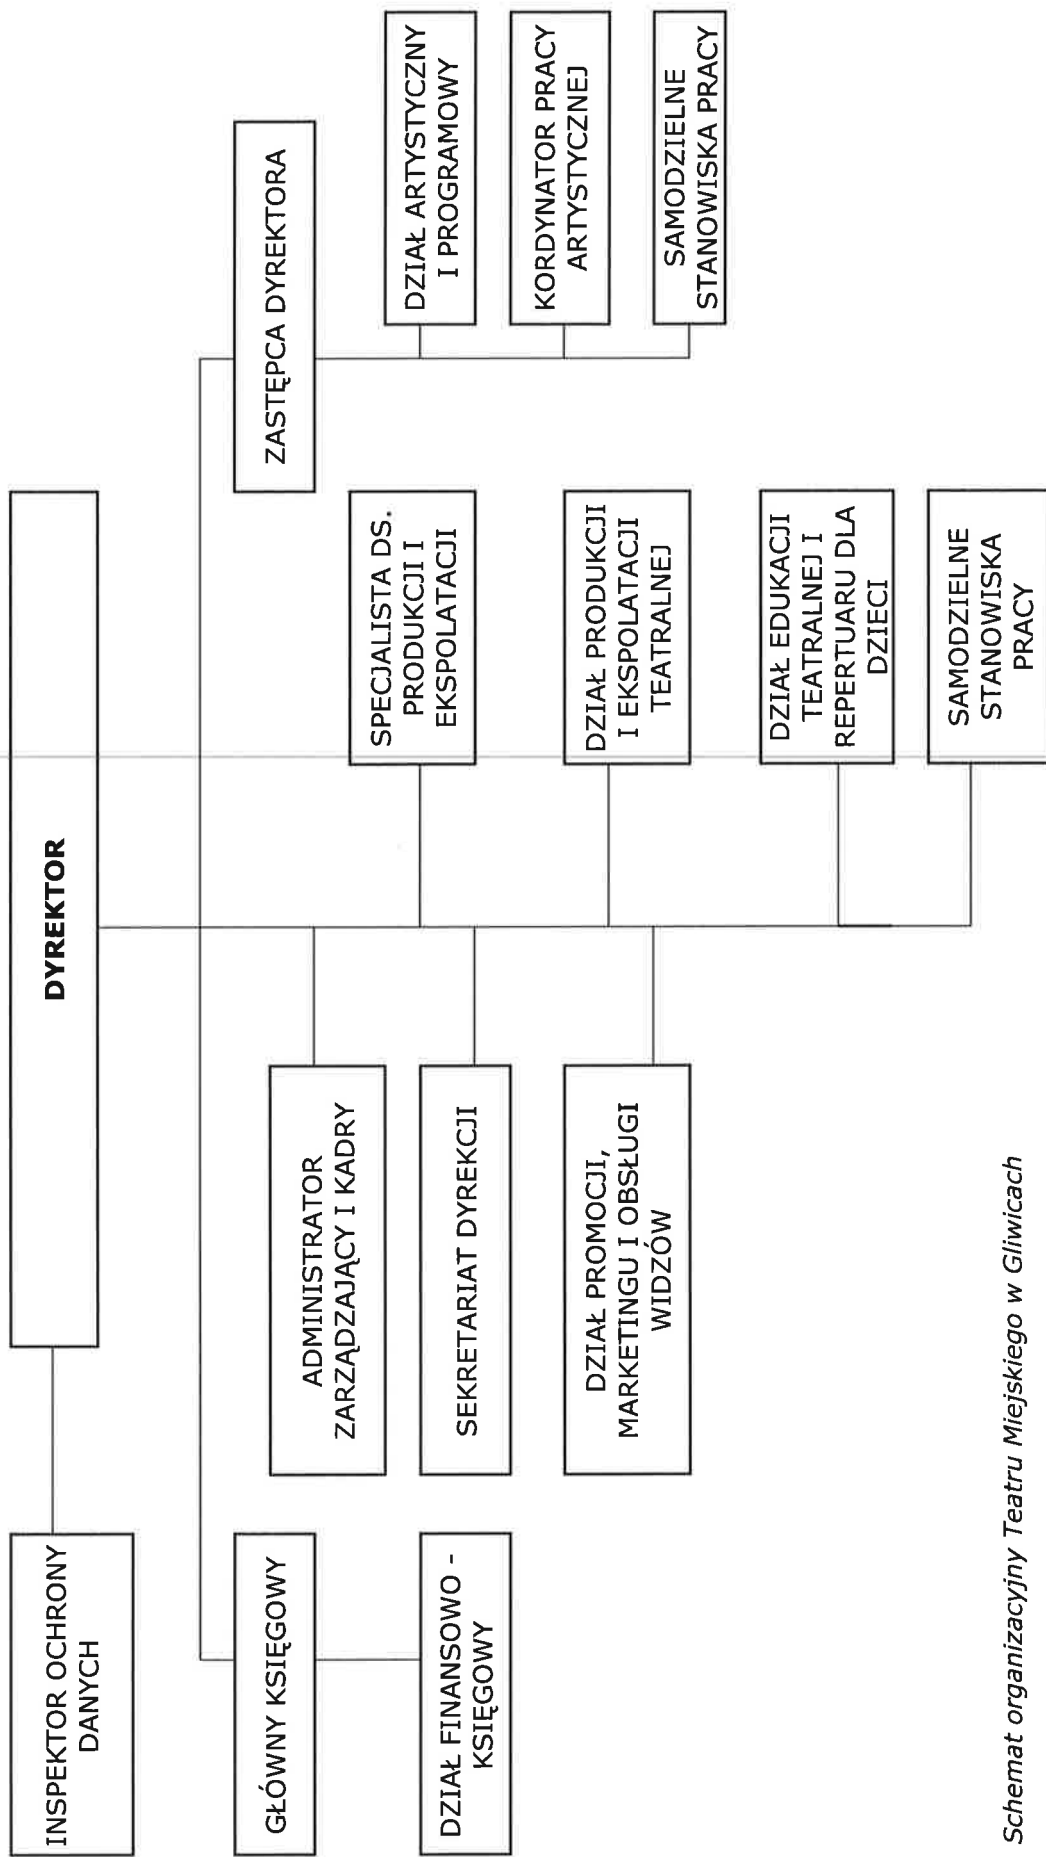 DYREKTOR
INSPEKTOR OCHRONY
DANYCH
GŁÓWNY KSIĘGOWY
DZIAŁ FINANSOWO -
KSIĘGOWY
ADMINISTRATOR
ZARZĄDZAJĄCY I KADRY
SEKRETARIAT DYREKCJI
DZIAŁ PROMOCJI,
MARKETINGU I OBSŁUGI
WIDZÓW
SPECJALISTA DS.
PRODUKCJI I
EKSPOLATACJI
DZIAŁ PRODUKCJI
I EKSPOLATACJI
TEATRALNEJ
DZIAŁ EDUKACJI
TEATRALNEJ I
REPERTUARU DLA
DZIECI
SAMODZIELNE
STANOWISKA
PRACY
ZASTĘPCA DYREKTORA
DZIAŁ ARTYSTYCZNY
I PROGRAMOWY
KORDYNATOR PRACY
ARTYSTYCZNEJ
SAMODZIELNE
STANOWISKA PRACY
Schemat organizacyjny Teatru Miejskiego w Gliwicach